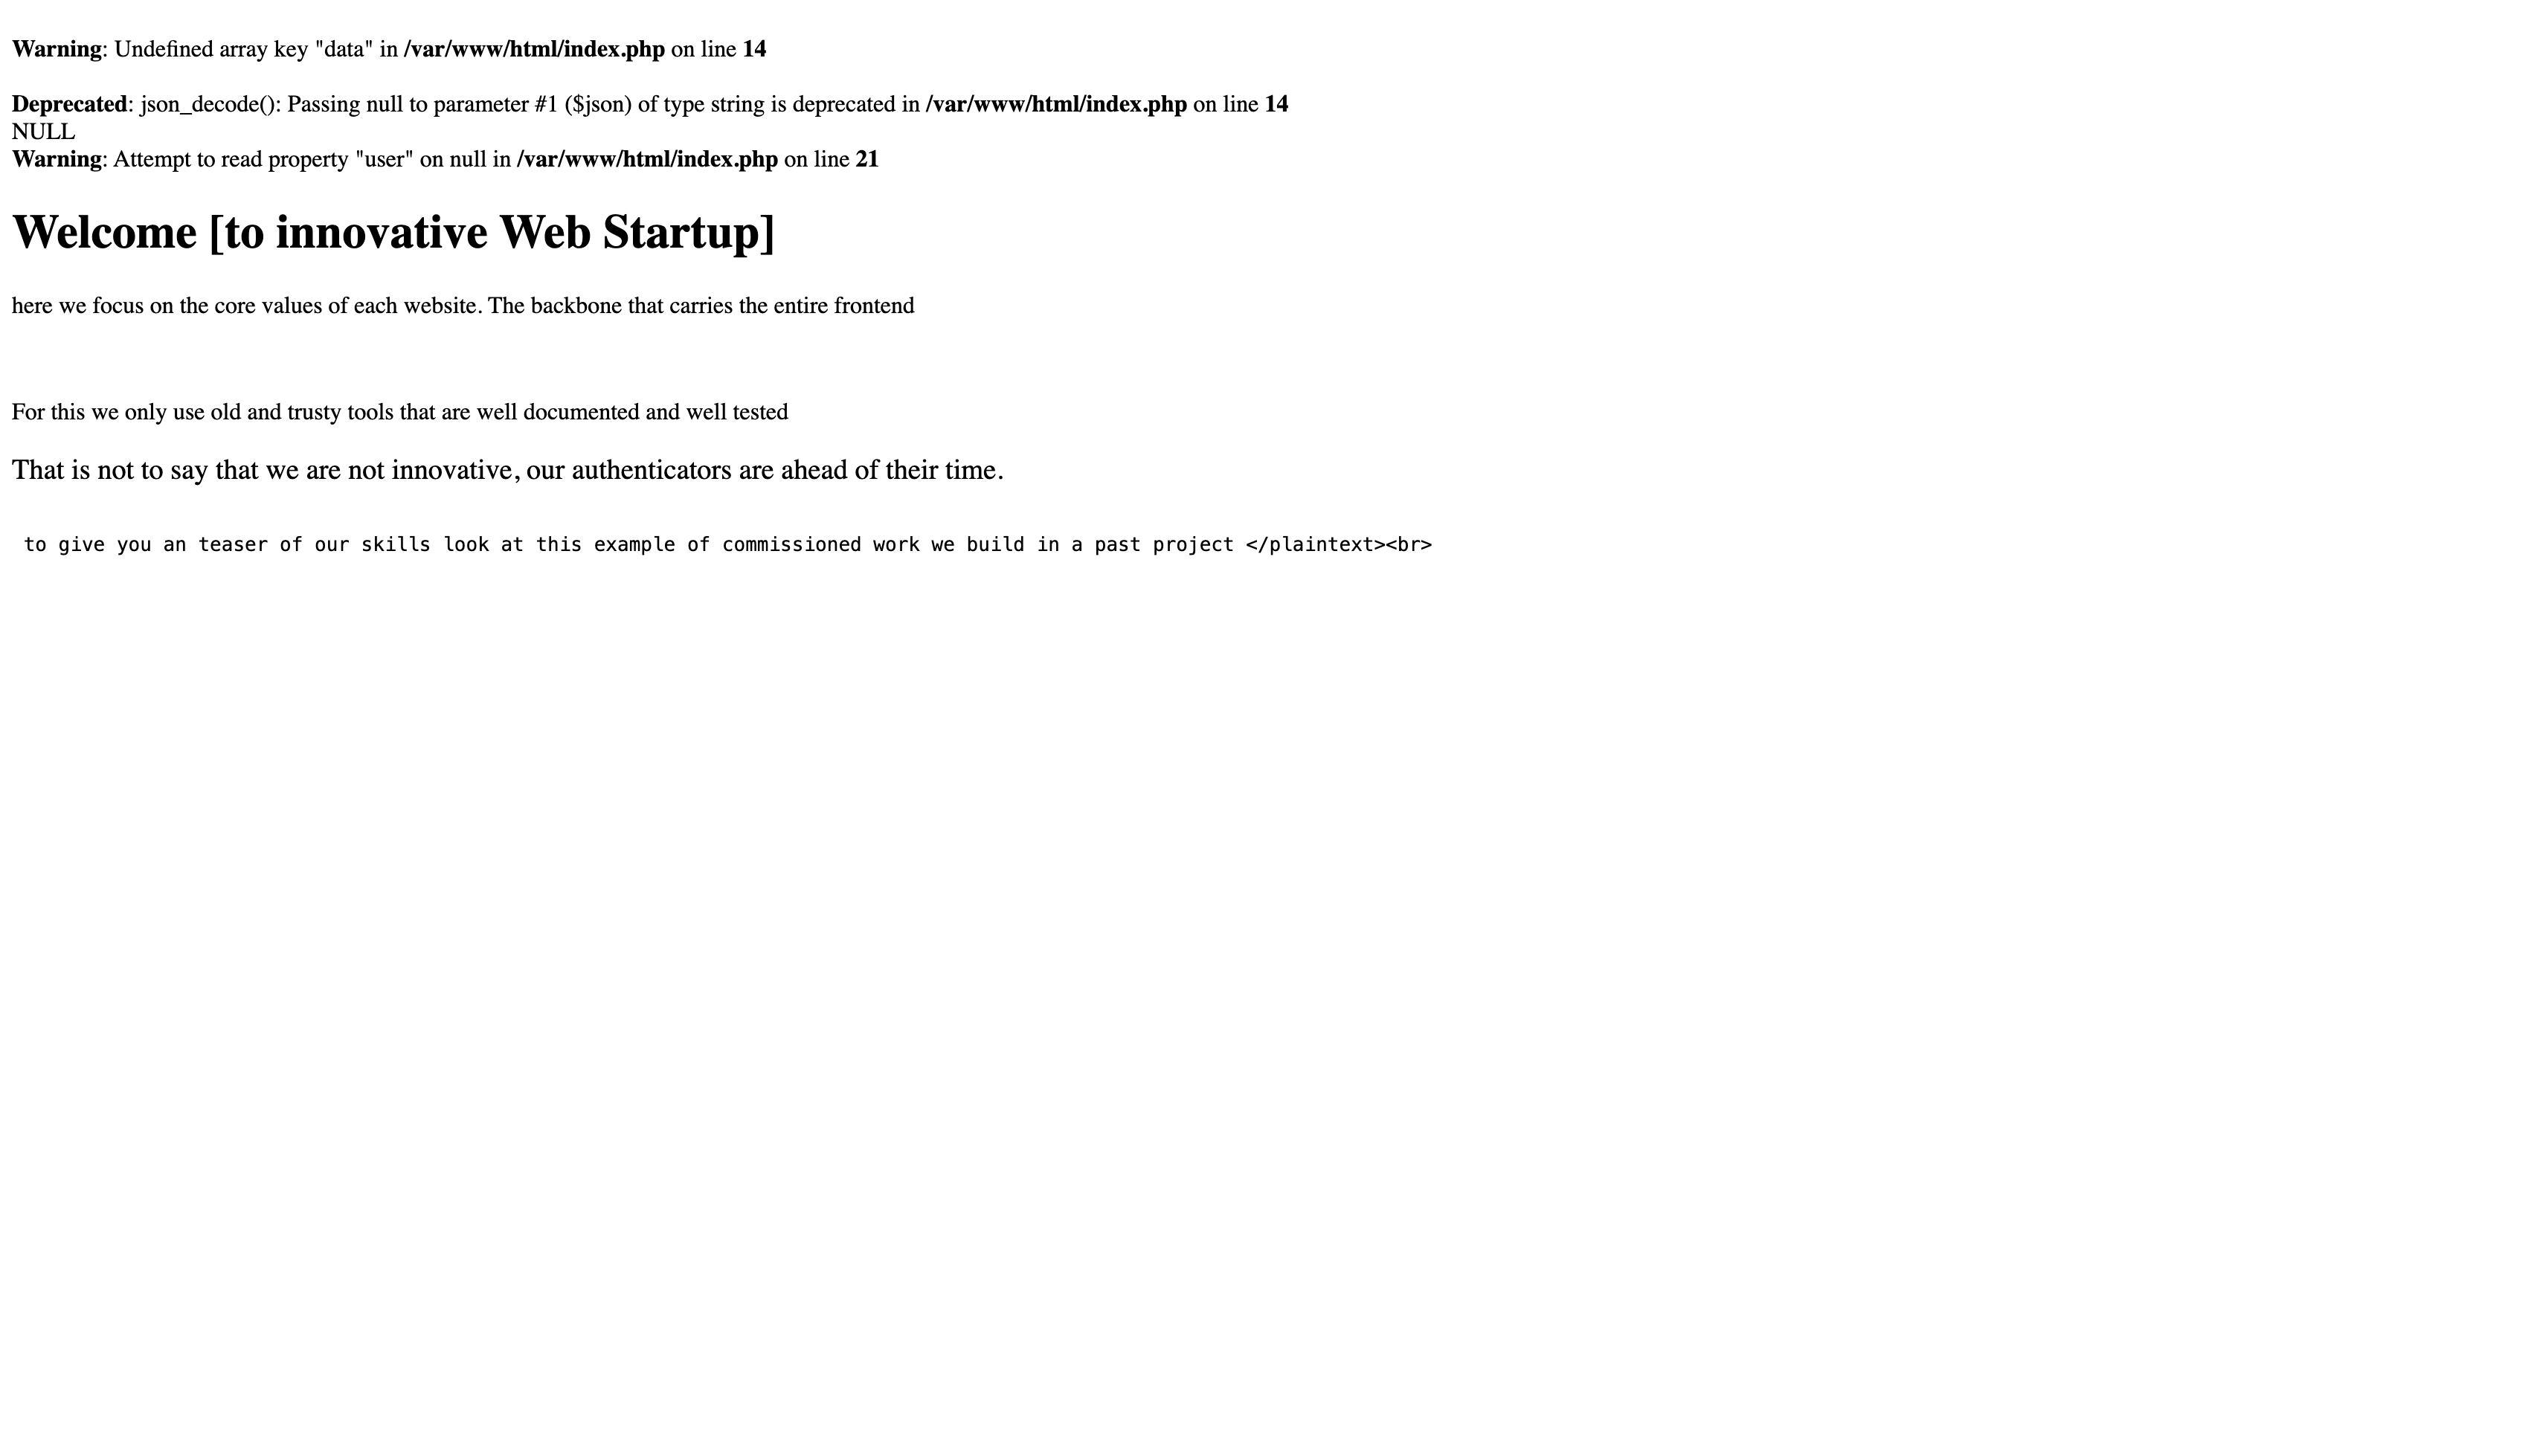 Warning: Undefined array key "data" in /var/www/html/index.php on line 14
Deprecated: json_decode(): Passing null to parameter #1 ($json) of type string is deprecated in /var/www/html/index.php on line 14
NULL
Warning: Attempt to read property "user" on null in /var/www/html/index.php on line 21
Welcome [to innovative Web Startup]
here we focus on the core values of each website. The backbone that carries the entire frontend
For this we only use old and trusty tools that are well documented and well tested
That is not to say that we are not innovative, our authenticators are ahead of their time.
to give you an teaser of our skills look at this example of commissioned work we build in a past project </plaintext><br>